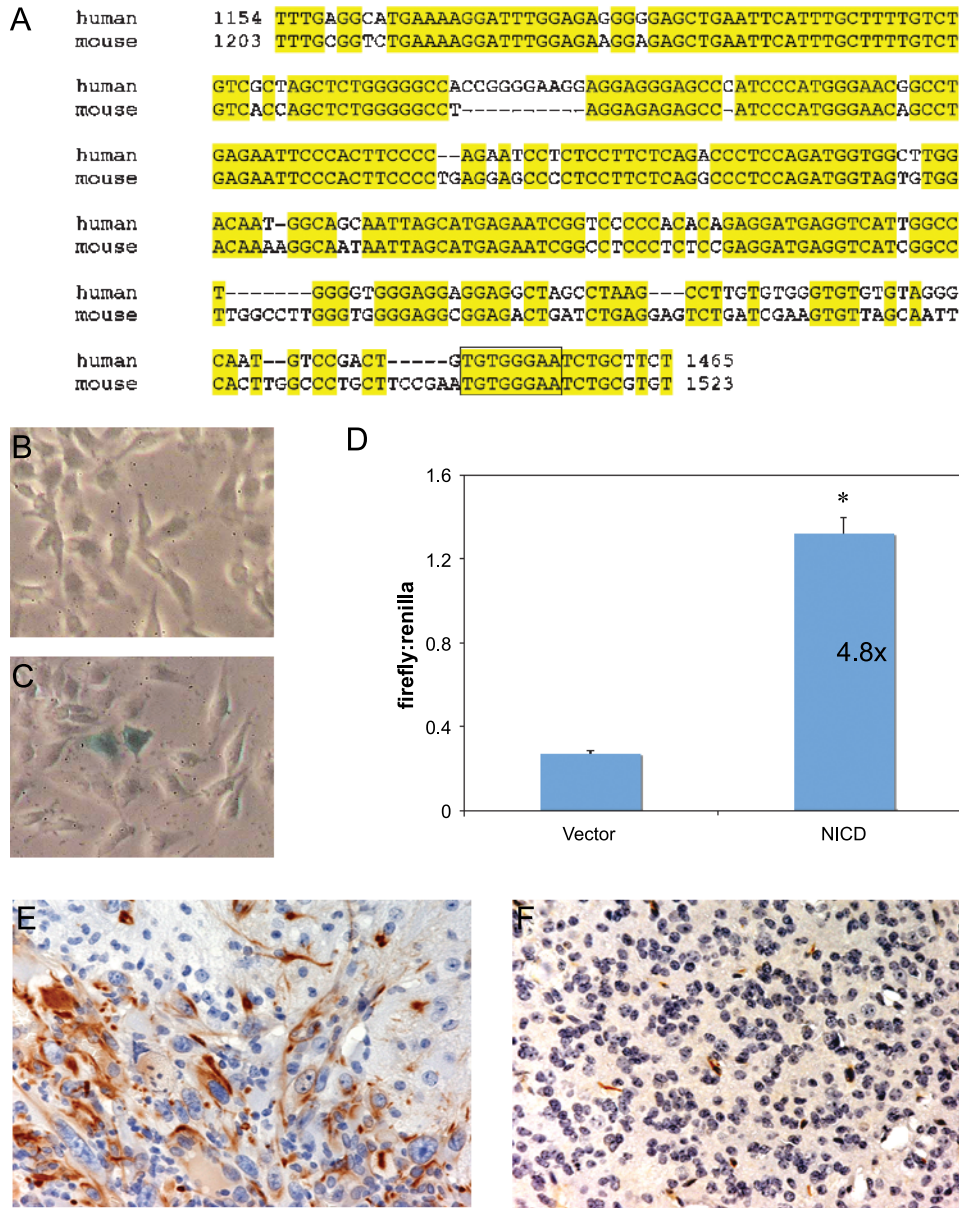 A
human 1154 TTTGAGGCATGAAAAGGATTTGGAGAGGGGGAGCTGAATTCATTTGCTTTTGTCT
mouse 1203 TTTGCGGTCTGAAAAGGATTTGGAGAAGGAGAGCTGAATTCATTTGCTTTTGTCT
human GTCGCTAGCTCTGGGGGCCACCGGGGAAGGAGGAGGGAGCCCATCCCATGGGAACGGCCT
mouse GTCACCAGCTCTGGGGGCCT----------AGGAGAGAGCC-ATCCCATGGGAACAGCCT
human GAGAATTCCCACTTCCCC--AGAATCCTCTCCTTCTCAGACCCTCCAGATGGTGGCTTGG
mouse GAGAATTCCCACTTCCCCTGAGGAGCCCCTCCTTCTCAGGCCCTCCAGATGGTAGTGTGG
human ACAAT-GGCAGCAATTAGCATGAGAATCGGTCCCCCACACAGAGGATGAGGTCATTGGCC
mouse ACAAAAGGCAATAATTAGCATGAGAATCGGCCTCCCTCTCCGAGGATGAGGTCATCGGCC
human T-------GGGGTGGGAGGAGGAGGCTAGCCTAAG---CCTTGTGTGGGTGTGTGTAGGG
mouse TTGGCCTTGGGTGGGGAGGCGGAGACTGATCTGAGGAGTCTGATCGAAGTGTTAGCAATT
human CAAT--GTCCGACT-----GTGTGGGAATCTGCTTCT 1465
mouse CACTTGGCCCTGCTTCCGAATGTGGGAATCTGCGTGT 1523
B
C
D
1.6
1.2
0.8
0.4
0
firefly:renilla
*
4.8x
Vector NICD
E
F